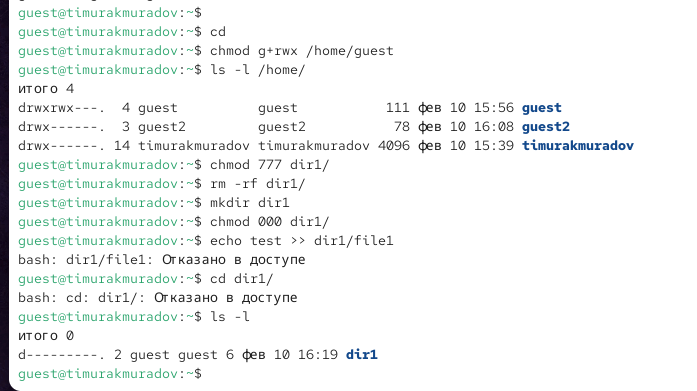 guest@timurakmuradov:~$
guest@timurakmuradov:~$ cd
guest@timurakmuradov:~$ chmod g+rwx /home/guest
guest@timurakmuradov:~$ ls -l /home/
итого 4
drwxrwx---.  4 guest          guest           111 фев 10 15:56 guest
drwx------.  3 guest2         guest2           78 фев 10 16:08 guest2
drwx------. 14 timurakmuradov timurakmuradov 4096 фев 10 15:39 timurakmuradov
guest@timurakmuradov:~$ chmod 777 dir1/
guest@timurakmuradov:~$ rm -rf dir1/
guest@timurakmuradov:~$ mkdir dir1
guest@timurakmuradov:~$ chmod 000 dir1/
guest@timurakmuradov:~$ echo test >> dir1/file1
bash: dir1/file1: Отказано в доступе
guest@timurakmuradov:~$ cd dir1/
bash: cd: dir1/: Отказано в доступе
guest@timurakmuradov:~$ ls -l
итого 0
d---------. 2 guest guest 6 фев 10 16:19 dir1
guest@timurakmuradov:~$